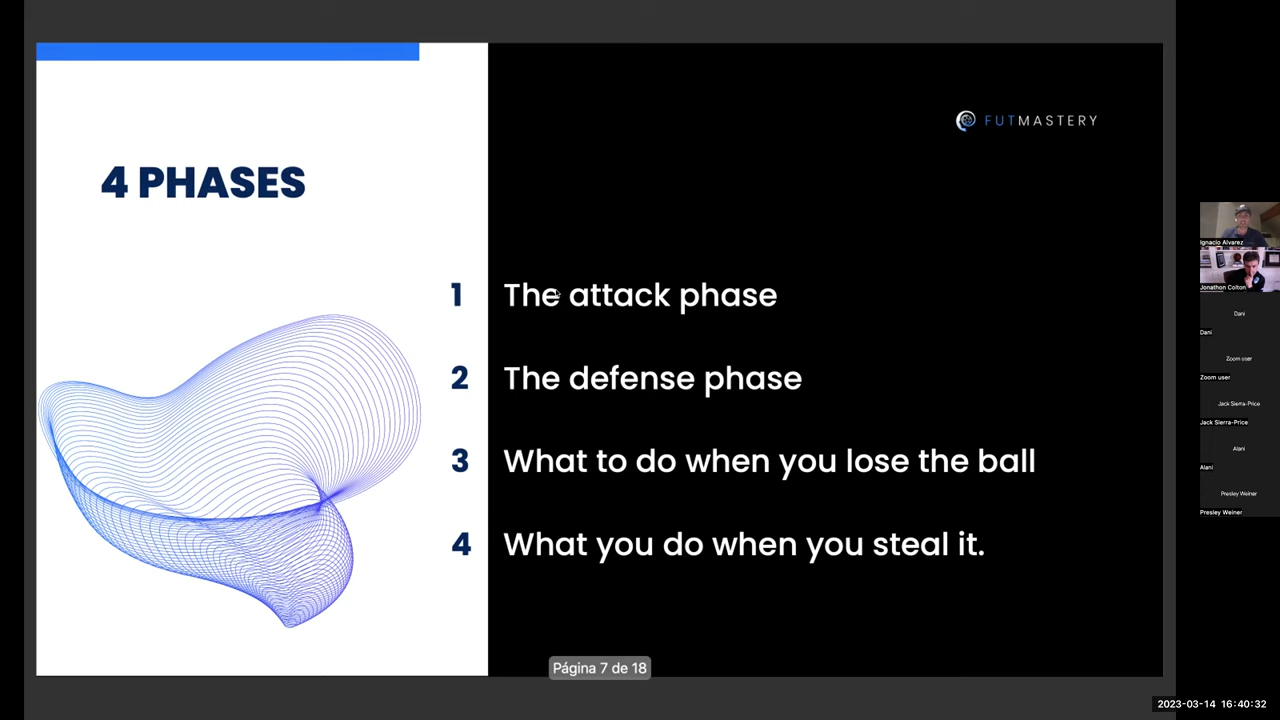 4 PHASES
FUTMASTERY
1 The attack phase
2 The defense phase
3 What to do when you lose the ball
4 What you do when you steal it.
Página 7 de 18
Ignacio Alvarez
Jonathon Colton
Dani
Dani
Zoom user
Zoom user
Jack Sierra-Price
Jack Sierra-Price
Alani
Alani
Presley Weiner
Presley Weiner
2023-03-14 16:40:32